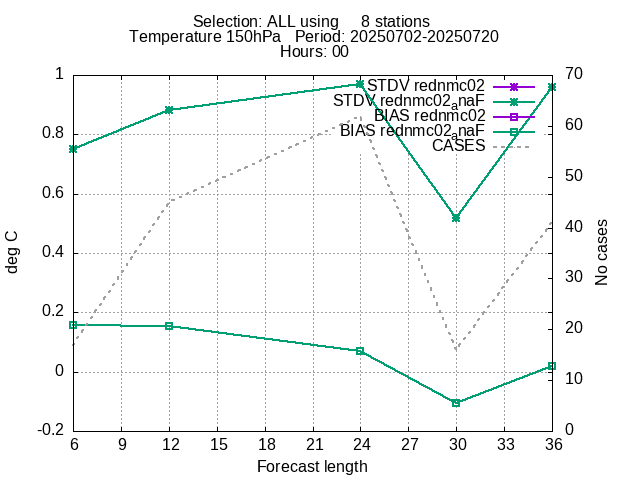 Selection: ALL using 8 stations
Temperature 150hPa Period: 20250702-20250720
Hours: 00
1
0.8
0.6
0.4
0.2
0
-0.2
deg C
STDV rednmc02
STDV rednmc02_anaF
BIAS rednmc02
BIAS rednmc02_anaF
CASES
70
60
50
40
30
20
10
0
No cases
6 9 12 15 18 21 24 27 30 33 36
Forecast length